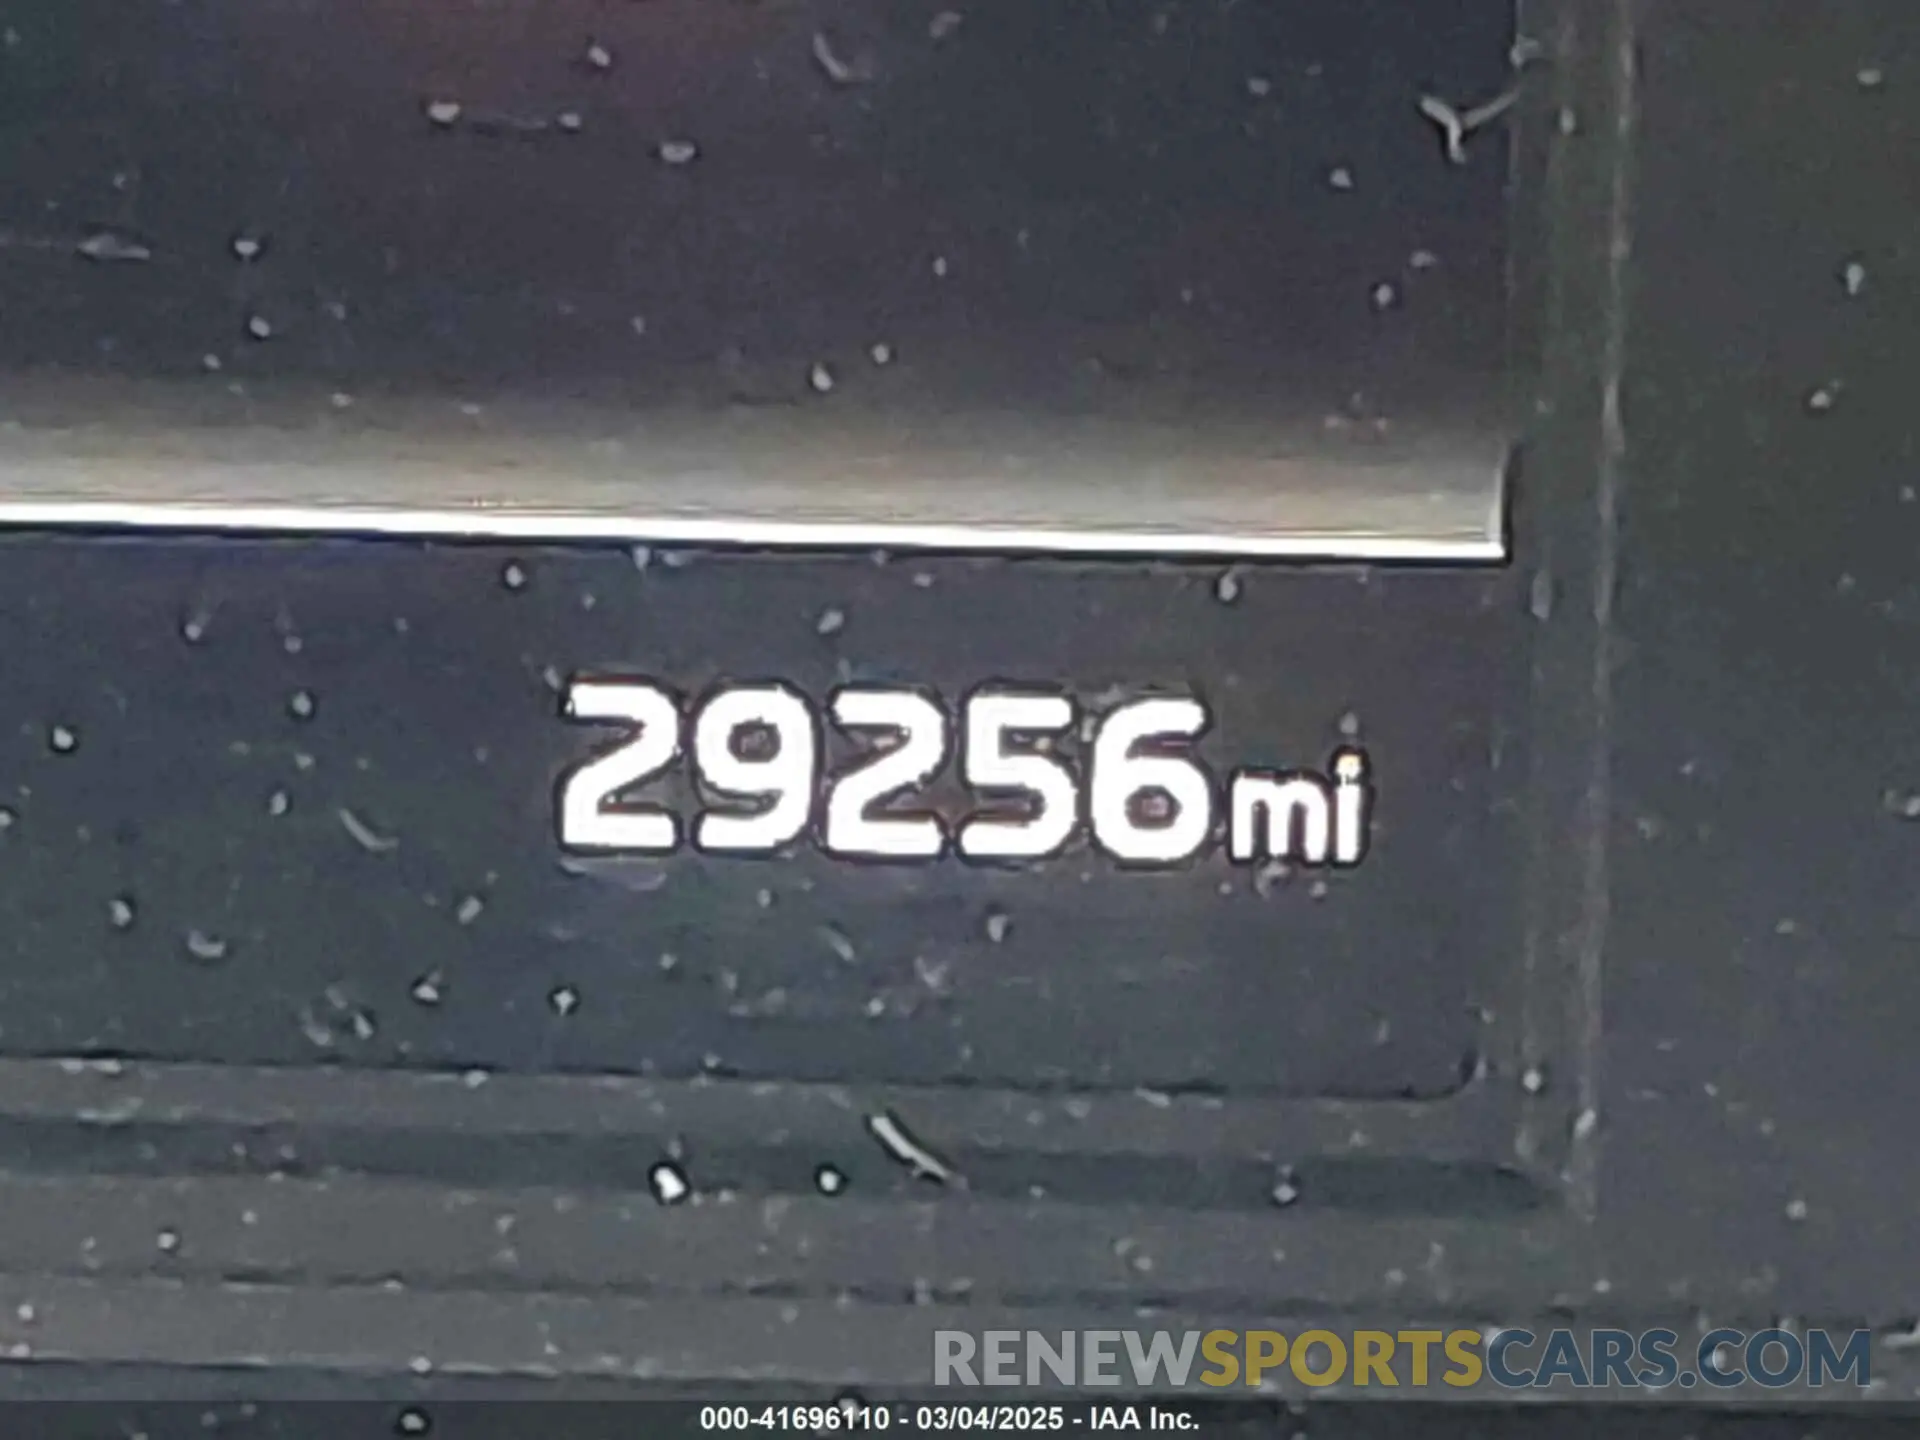 29256mi
RENEWSPORTSCARS.COM
000-41696110 - 03/04/2025 - IAA Inc.